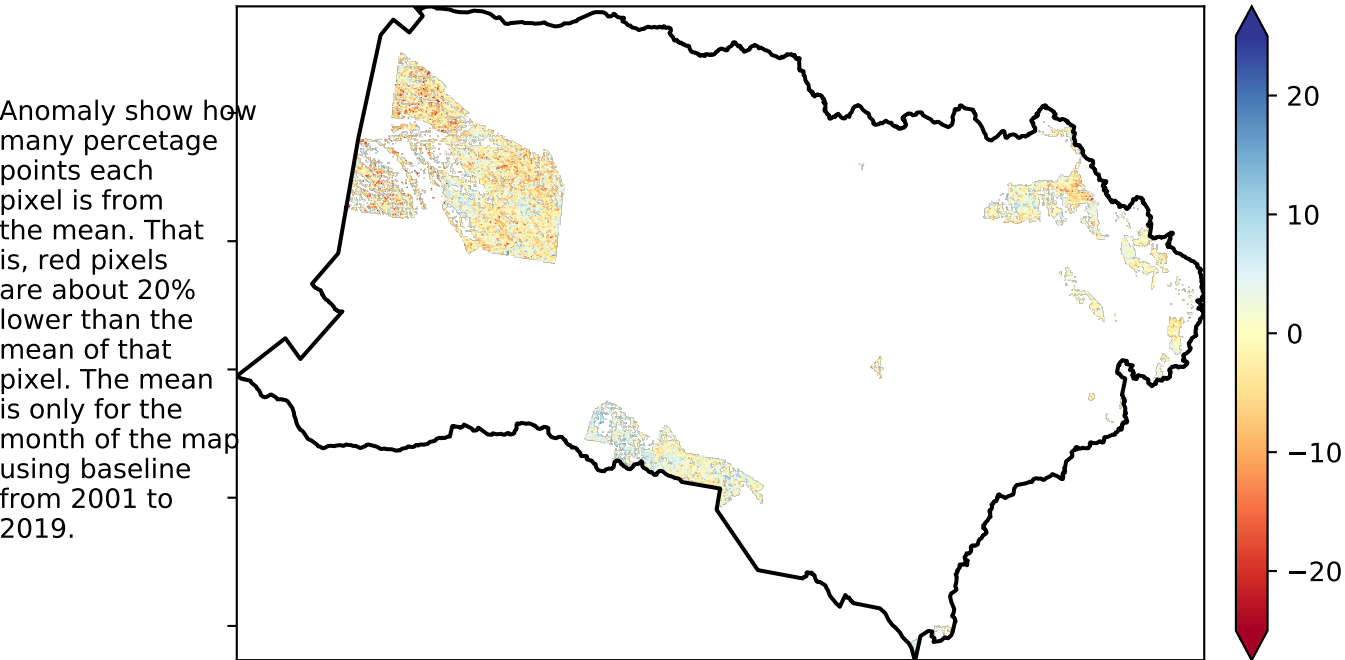 Anomaly show how
many percetage
points each
pixel is from
the mean. That
is, red pixels
are about 20%
lower than the
mean of that
pixel. The mean
is only for the
month of the map
using baseline
from 2001 to
2019.
20
10
0
−10
−20